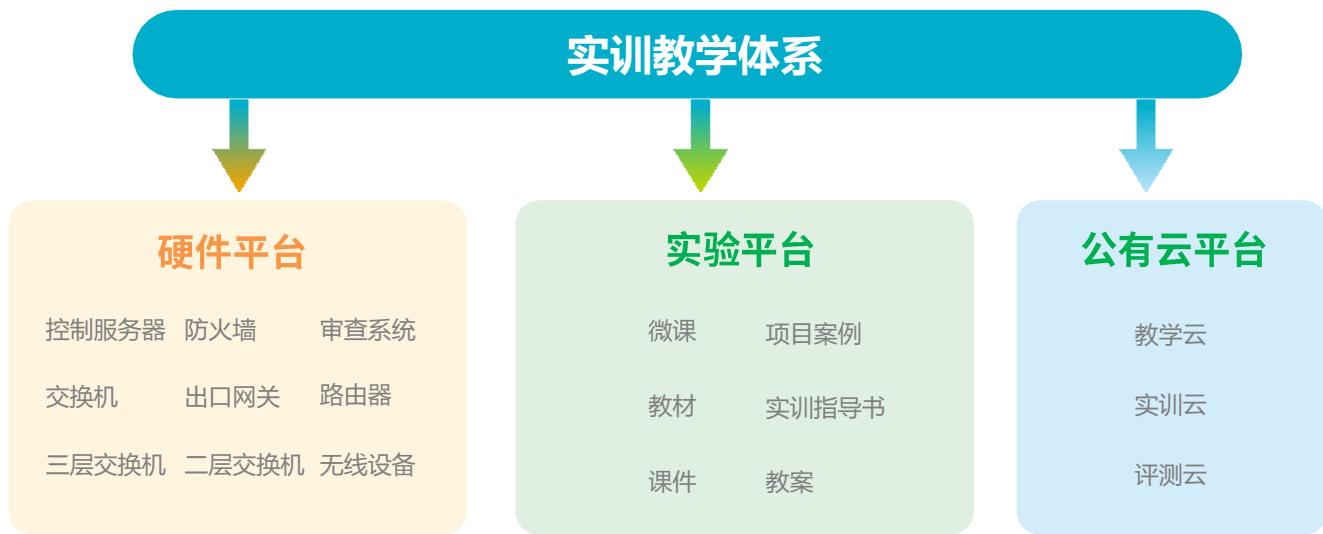 实训教学体系
硬件平台
控制服务器 防火墙 审查系统
交换机 出口网关 路由器
三层交换机 二层交换机 无线设备
实验平台
微课 项目案例
教材 实训指导书
课件 教案
公有云平台
教学云
实训云
评测云